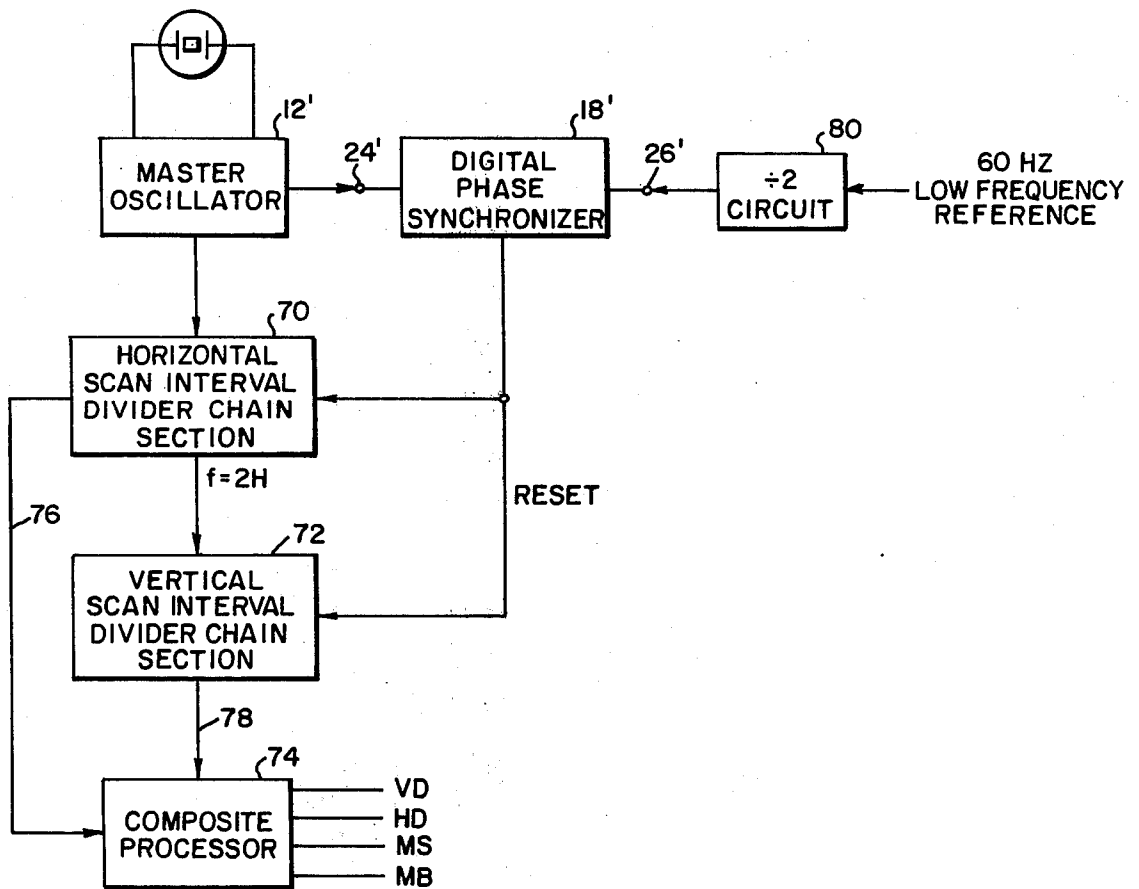 12'
MASTER
OSCILLATOR
24'
18'
DIGITAL
PHASE
SYNCHRONIZER
26'
80
÷2
CIRCUIT
60 HZ
LOW FREQUENCY
REFERENCE
70
HORIZONTAL
SCAN INTERVAL
DIVIDER CHAIN
SECTION
f=2H
76
RESET
72
VERTICAL
SCAN INTERVAL
DIVIDER CHAIN
SECTION
78
74
COMPOSITE
PROCESSOR
VD
HD
MS
MB